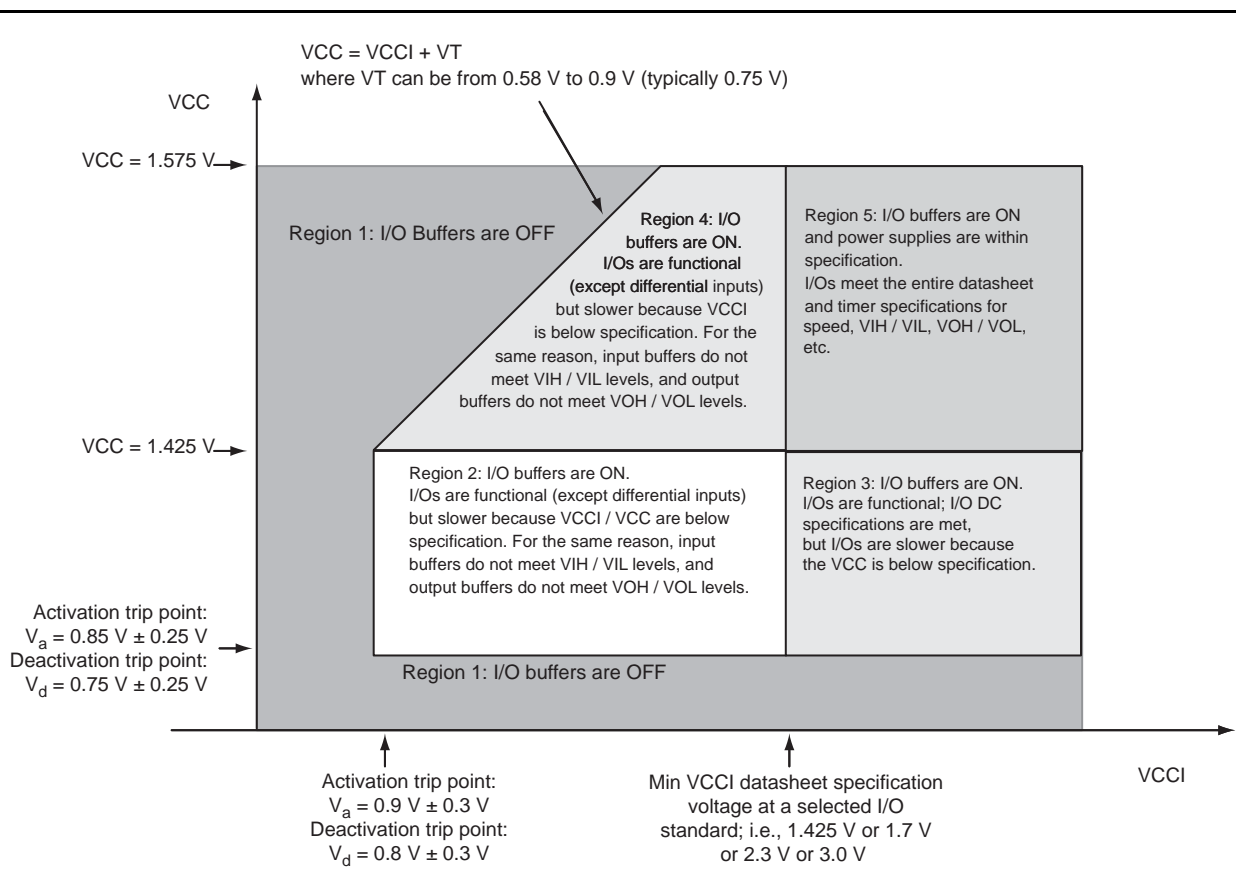 VCC = VCCI + VT
where VT can be from 0.58 V to 0.9 V (typically 0.75 V)
VCC
VCC = 1.575 V
Region 1: I/O Buffers are OFF
Region 4: I/O
buffers are ON.
I/Os are functional
(except differential inputs)
but slower because VCCI
is below specification. For the
same reason, input buffers do not
meet VIH / VIL levels, and output
buffers do not meet VOH / VOL levels.
Region 5: I/O buffers are ON
and power supplies are within
specification.
I/Os meet the entire datasheet
and timer specifications for
speed, VIH / VIL, VOH / VOL,
etc.
VCC = 1.425 V
Region 2: I/O buffers are ON.
I/Os are functional (except differential inputs)
but slower because VCCI / VCC are below
specification. For the same reason, input
buffers do not meet VIH / VIL levels, and
output buffers do not meet VOH / VOL levels.
Region 3: I/O buffers are ON.
I/Os are functional; I/O DC
specifications are met,
but I/Os are slower because
the VCC is below specification.
Activation trip point:
Va = 0.85 V ± 0.25 V
Deactivation trip point:
Vd = 0.75 V ± 0.25 V
Region 1: I/O buffers are OFF
VCCI
Activation trip point:
Va = 0.9 V ± 0.3 V
Deactivation trip point:
Vd = 0.8 V ± 0.3 V
Min VCCI datasheet specification
voltage at a selected I/O
standard; i.e., 1.425 V or 1.7 V
or 2.3 V or 3.0 V